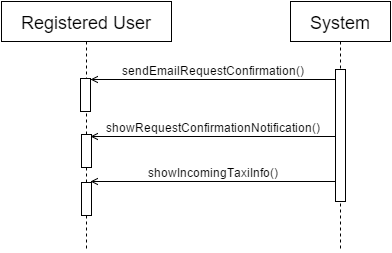 Registered User
System
sendEmailRequestConfirmation()
showRequestConfirmationNotification()
showIncomingTaxiInfo()